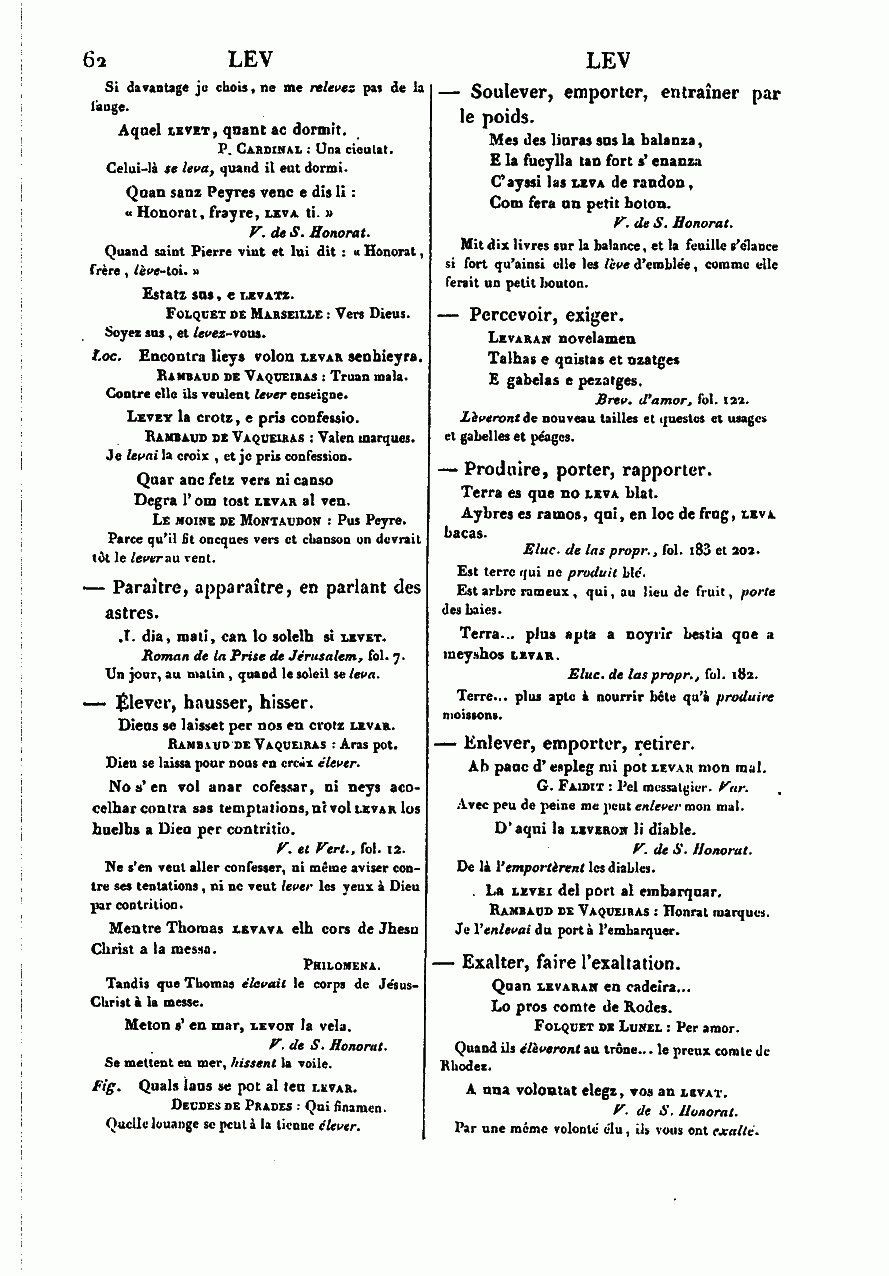 62 LEV LEV
Si davantage je chois, ne me relevez pas de la
fange.
Aquel LEVET, quant ac dormit.
P. CARDINAL : Una cieutat.
Celui-là se leva, quand il eut dormi.
Quan sanz Peyres venc e dis li :
« Honorat, frayre, LEVA ti. »
V. de S. Honorat.
Quand saint Pierre vint et lui dit : « Honorat,
frère, lève-toi. »
Estatz sus, e LEVATZ.
FOLQUET DE MARSEILLE : Vers Dieus.
Soyez sus, et levez-vous.
Loc. Encontra lieys volon LEVAR senhieyra.
RAMBAUD DE VAQUEIRAS : Truan mala.
Contre elle ils veulent lever enseigne.
LEVEY la crotz, e pris confessio.
RAMBAUD DE VAQUEIRAS : Valen marques.
Je levai la croix, et je pris confession.
Quar anc fetz vers ni canso
Degra l'om tost LEVAR al ven.
LE MOINE DE MONTAUDON : Pus Peyre.
Parce qu'il fit oncques vers et chanson on devrait
tôt le lever au vent.
— Paraître, apparaître, en parlant des
astres.
.I. dia, mati, can lo solelh si LEVET.
Roman de la Prise de Jérusalem, fol. 7.
Un jour, au matin, quand le soleil se leva.
— Élever, hausser, hisser.
Dieus se laisset per nos en crotz LEVAR.
RAMBAUD DE VAQUEIRAS : Aras pot.
Dieu se laissa pour nous en croix élever.
No s' en vol anar cofessar, ni neys aco-
celhar contra sas temptations, ni vol LEVAR los
huelhs a Dieu per contritio.
V. et Vert., fol. 12.
Ne s'en veut aller confesser, ni même aviser con-
tre ses tentations, ni ne veut lever les yeux à Dieu
par contrition.
Mentre Thomas LEVAVA elh cors de Jhesu
Christ a la messa.
PHILOMENA.
Tandis que Thomas élevait le corps de Jésus-
Christ à la messe.
Meton s' en mar, LEVON la vela.
V. de S. Honorat.
Se mettent en mer, hissent la voile.
Fig. Quals laus se pot al teu LEVAR.
DEUDES DE PRADES : Qui finamen.
Quelle louange se peut à la tienne élever.
— Soulever, emporter, entraîner par
le poids.
Mes des liuras sus la balanza,
E la fueylla tan fort s' enanza
C'ayssi las LEVA de randon,
Com fera un petit boton.
V. de S. Honorat.
Mit dix livres sur la balance, et la feuille s'élance
si fort qu'ainsi elle les lève d'emblée, comme elle
ferait un petit bouton.
— Percevoir, exiger.
LEVARAN novelamen
Talhas e quistas et uzatges
E gabelas e pezatges.
Brev. d'amor, fol. 122.
Lèveront de nouveau tailles et questes et usages
et gabelles et péages.
— Produire, porter, rapporter.
Terra es que no LEVA blat.
Aybres es ramos, qui, en loc de frug, LEVA
bacas.
Eluc. de las propr., fol. 183 et 202.
Est terre qui ne produit blé.
Est arbre rameux, qui, au lieu de fruit, porte
des baies.
Terra... plus apta a noyrir bestia que a
meyshos LEVAR.
Eluc. de las propr., fol. 182.
Terre... plus apte à nourrir bête qu'à produire
moissons.
— Enlever, emporter, retirer.
Ab pauc d' espleg mi pot LEVAR mon mal.
G. FAIDIT : Pel messatgier. Var.
Avec peu de peine me peut enlever mon mal.
D'aqui la LEVERON li diable.
V. de S. Honorat.
De là l'emportèrent les diables.
La LEVEI del port al embarquar.
RAMBAUD DE VAQUEIRAS : Honrat marques.
Je l'enlevai du port à l'embarquer.
— Exalter, faire l'exaltation.
Quan LEVARAN en cadeira...
Lo pros comte de Rodes.
FOLQUET DE LUNEL : Per amor.
Quand ils élèveront au trône... le preux comte de
Rhodez.
A una voluntat elegz, vos an LEVAT.
V. de S. Honorat.
Par une même volonté élu, ils vous ont exalté.